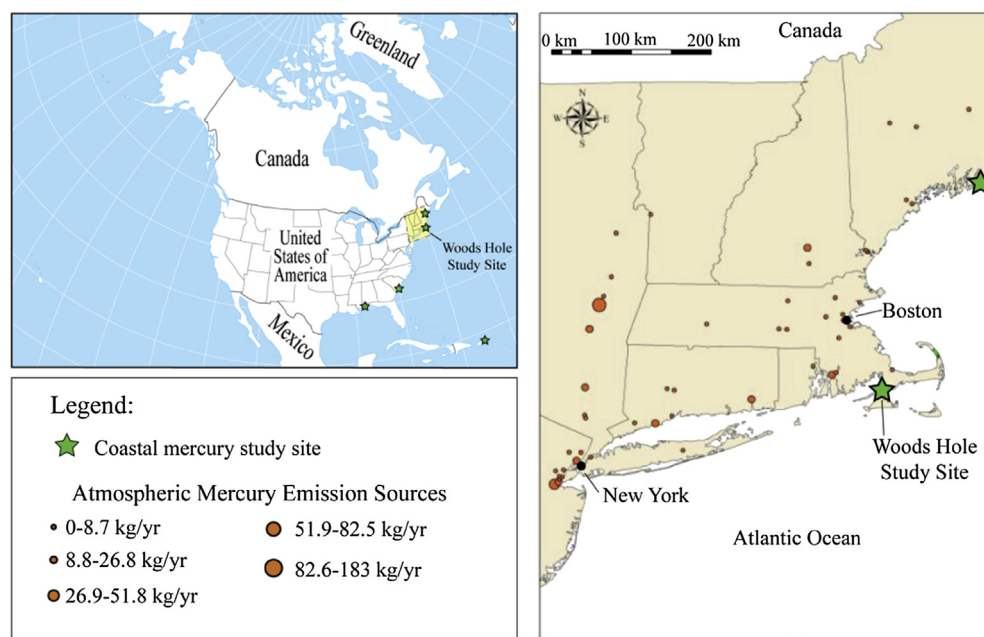 Greenland
Canada
United
States
of America
Mexico
Woods Hole
Study Site
Legend:
Coastal mercury study site
Atmospheric Mercury Emission Sources
0-8.7 kg/yr
8.8-26.8 kg/yr
26.9-51.8 kg/yr
51.9-82.5 kg/yr
82.6-183 kg/yr
0 km 100 km 200 km
Canada
N
W E
S
Boston
Woods Hole
Study Site
New York
Atlantic Ocean